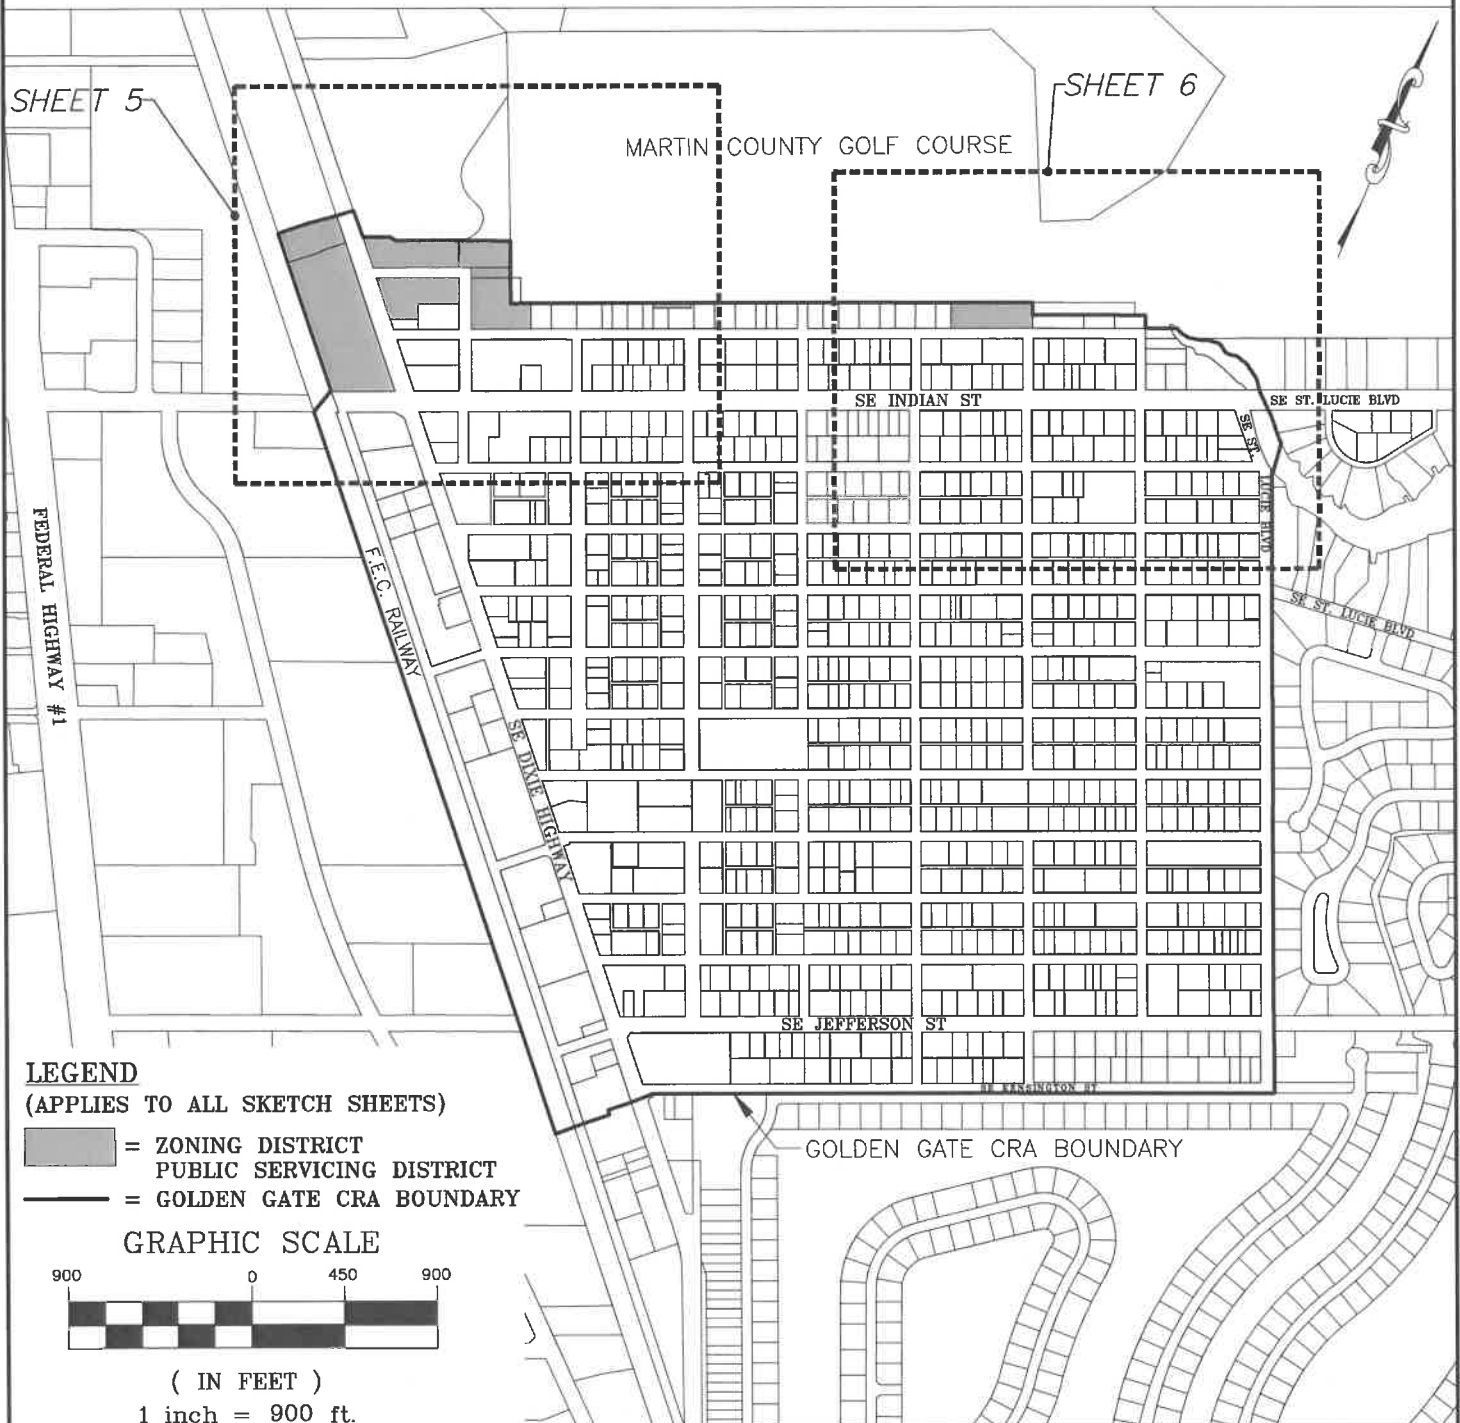 SHEET 5
SHEET 6
MARTIN COUNTY GOLF COURSE
SE INDIAN ST
SE ST. LUCIE BLVD
SE ST.
LUCIE BLVD
FEDERAL HIGHWAY #1
F.E.C. RAILWAY
SE ST. LUCIE BLVD
SE DIXIE HIGHWAY
SE JEFFERSON ST
SE KENSINGTON ST
GOLDEN GATE CRA BOUNDARY
LEGEND
(APPLIES TO ALL SKETCH SHEETS)
= ZONING DISTRICT
PUBLIC SERVICING DISTRICT
= GOLDEN GATE CRA BOUNDARY
GRAPHIC SCALE
900 0 450 900
( IN FEET )
1 inch = 900 ft.